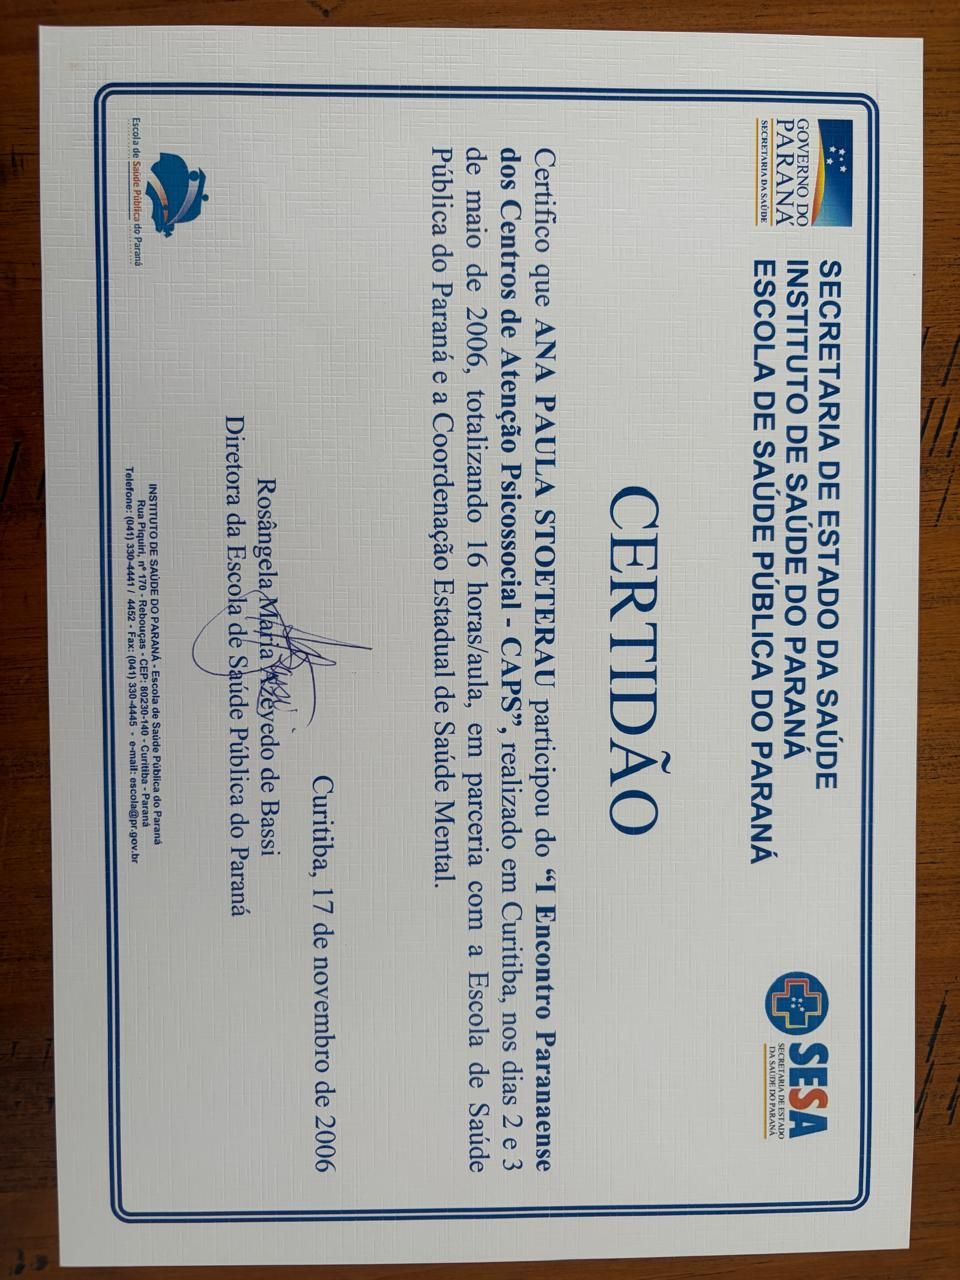 GOVERNO DO
PARANÁ
SECRETARIA DA SAÚDE
SECRETARIA DE ESTADO DA SAÚDE
INSTITUTO DE SAÚDE DO PARANÁ
ESCOLA DE SAÚDE PÚBLICA DO PARANÁ
SESA
SECRETARIA DE ESTADO
DA SAÚDE DO PARANÁ
CERTIDÃO
Certifico que ANA PAULA STOETERAU participou do “I Encontro Paranaense
dos Centros de Atenção Psicossocial - CAPS”, realizado em Curitiba, nos dias 2 e 3
de maio de 2006, totalizando 16 horas/aula, em parceria com a Escola de Saúde
Pública do Paraná e a Coordenação Estadual de Saúde Mental.
Curitiba, 17 de novembro de 2006
Rosângela Maria Azevedo de Bassi
Diretora da Escola de Saúde Pública do Paraná
Escola de Saúde Pública do Paraná
INSTITUTO DE SAÚDE DO PARANÁ - Escola de Saúde Pública do Paraná
Rua Piquiri, nº 170 - Rebouças - CEP: 80230-140 - Curitiba - Paraná
Telefone: (041) 330-4441 / 4452 - Fax: (041) 330-4445 - e-mail: escola@pr.gov.br